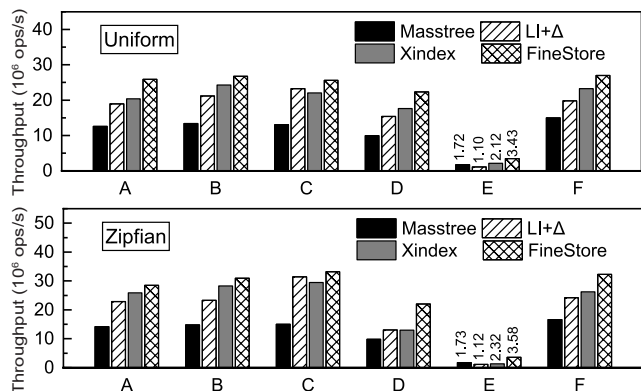 Throughput (10⁶ ops/s)
Uniform
Masstree
LI+Δ
Xindex
FineStore
40
30
20
10
0
1.72
1.10
2.12
3.43
A B C D E F
Throughput (10⁶ ops/s)
Zipfian
Masstree
LI+Δ
Xindex
FineStore
50
40
30
20
10
0
1.73
1.12
2.32
3.58
A B C D E F